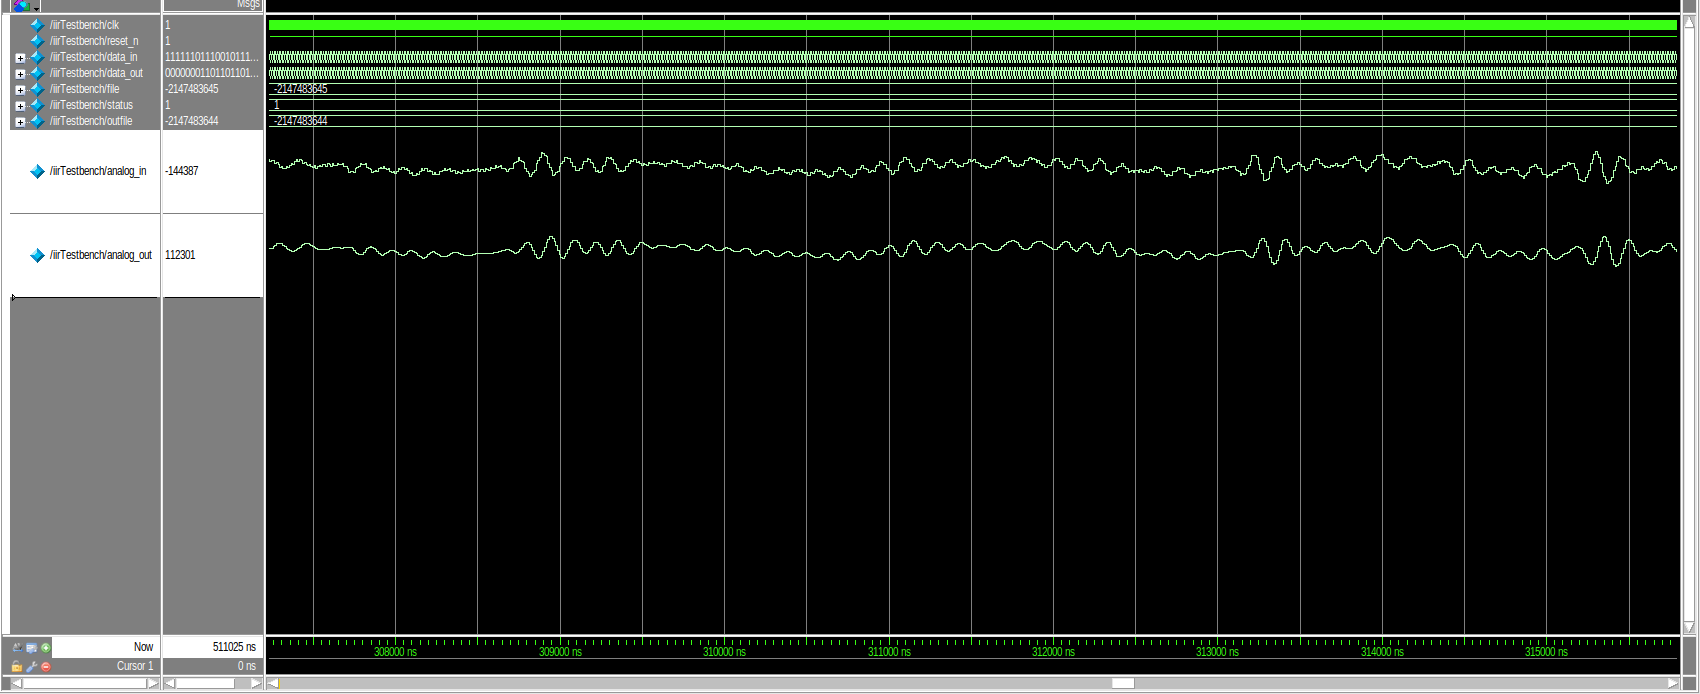 Msgs
/iirTestbench/clk 1
/iirTestbench/reset_n 1
/iirTestbench/data_in 11111101110010111...
/iirTestbench/data_out 00000001101101101...
/iirTestbench/file -2147483645 -2147483645
/iirTestbench/status 1 1
/iirTestbench/outfile -2147483644 -2147483644
/iirTestbench/analog_in -144387
/iirTestbench/analog_out 112301
Now 511025 ns
308000 ns 309000 ns 310000 ns 311000 ns 312000 ns 313000 ns 314000 ns 315000 ns
Cursor 1 0 ns